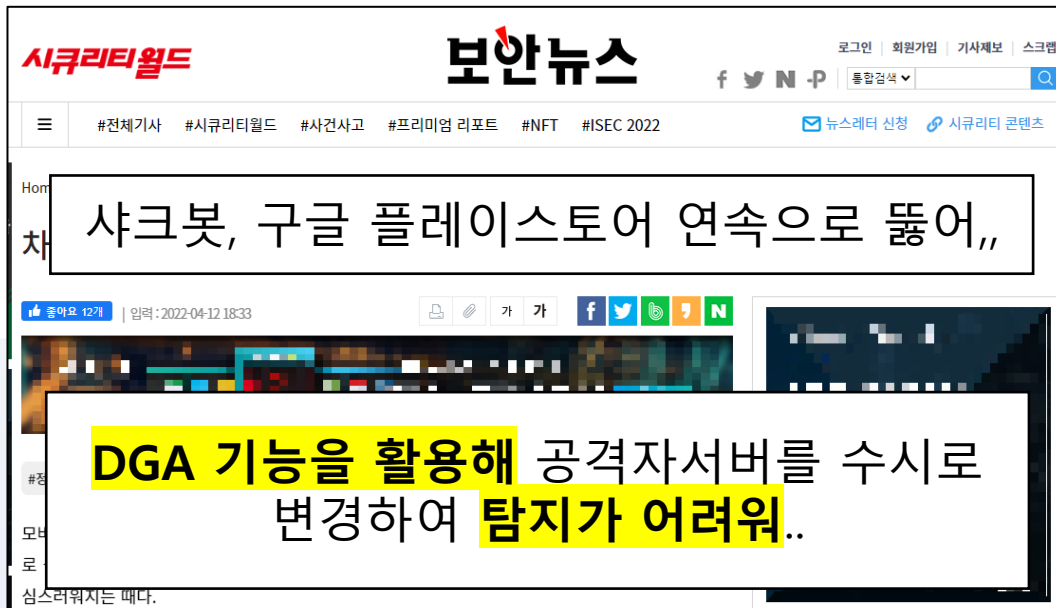 시큐리티월드
보안뉴스
로그인 | 회원가입 | 기사제보 | 스크랩
통합검색
#전체기사 #시큐리티월드 #사건사고 #프리미엄 리포트 #NFT #ISEC 2022
뉴스레터 신청 시큐리티 콘텐츠
Hom
샤크봇, 구글 플레이스토어 연속으로 뚫어,,
차
좋아요 12개 | 입력 : 2022-04-12 18:33
가 가
DGA 기능을 활용해 공격자서버를 수시로
변경하여 탐지가 어려워..
#정
로
심스러워지는 때다.